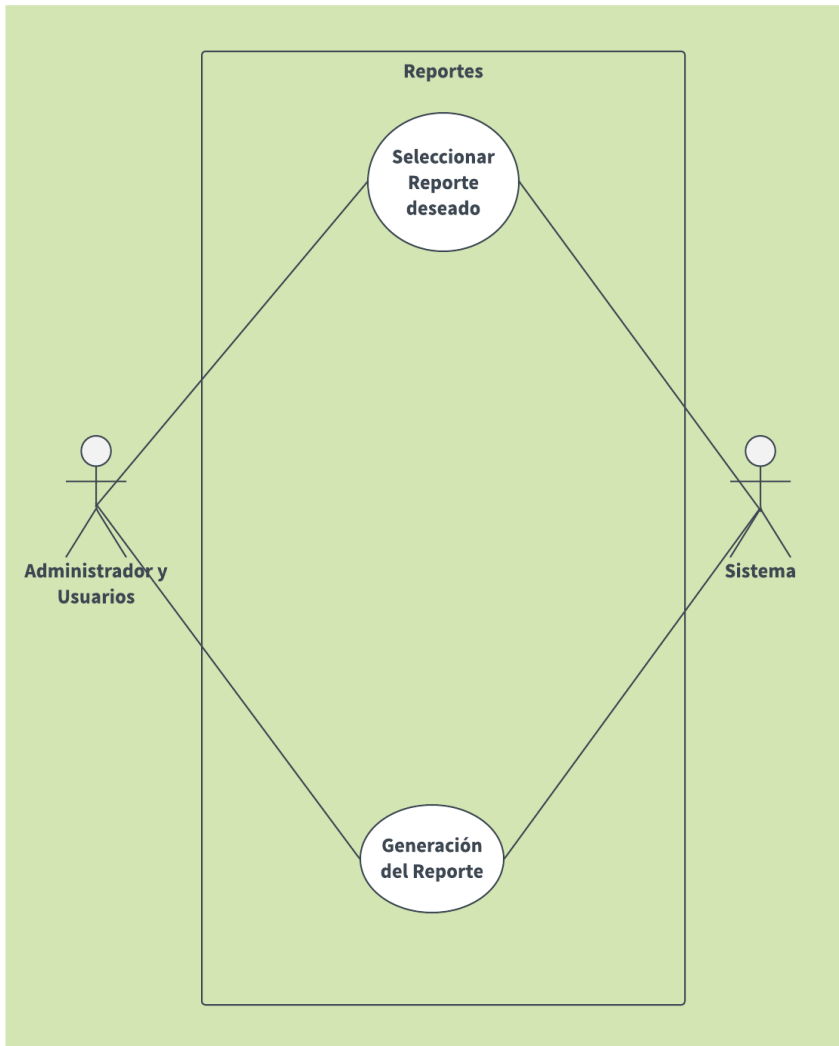 Reportes
Seleccionar
Reporte
deseado
Administrador y
Usuarios
Sistema
Generación
del Reporte